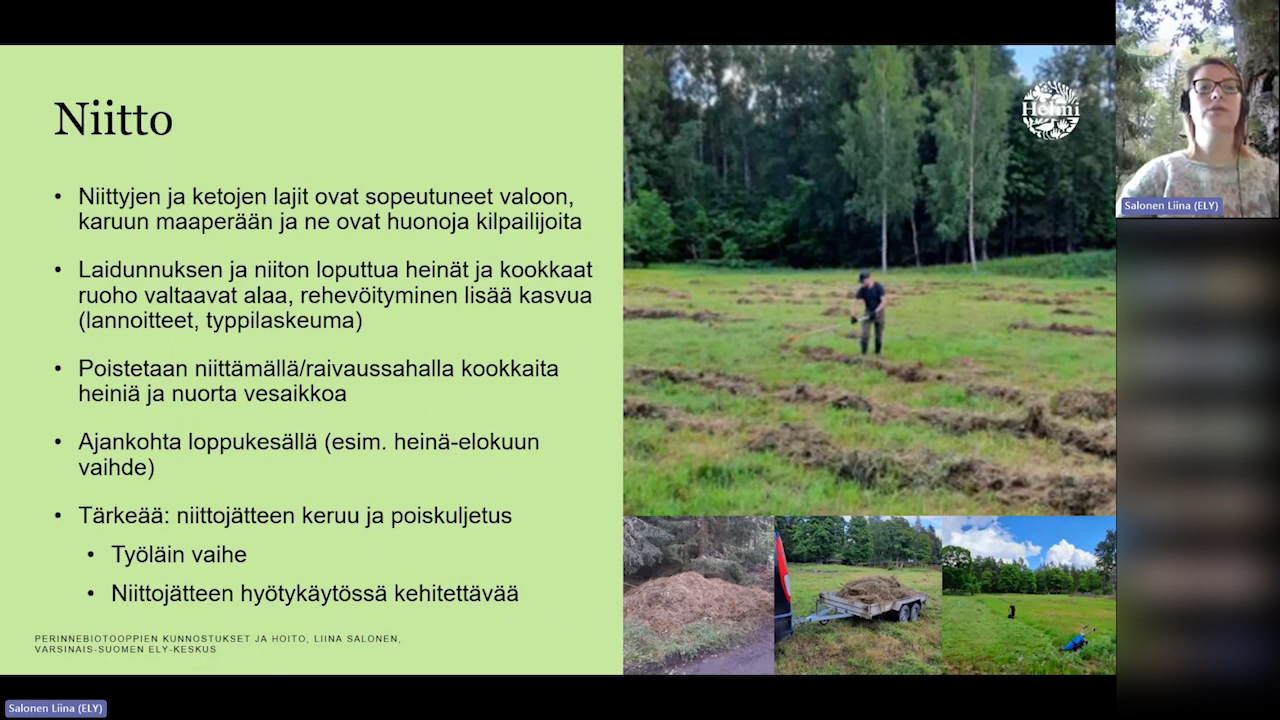 Niitto
• Niittyjen ja ketojen lajit ovat sopeutuneet valoon,
karuun maaperään ja ne ovat huonoja kilpailijoita
• Laidunnuksen ja niiton loputtua heinät ja kookkaat
ruoho valtaavat alaa, rehevöityminen lisää kasvua
(lannoitteet, typpilaskeuma)
• Poistetaan niittämällä/raivaussahalla kookkaita
heiniä ja nuorta vesaikkoa
• Ajankohta loppukesällä (esim. heinä-elokuun
vaihde)
• Tärkeää: niittojätteen keruu ja poiskuljetus
• Työläin vaihe
• Niittojätteen hyötykäytössä kehitettävää
PERINNEBIOTOOPPIEN KUNNOSTUKSET JA HOITO, LIINA SALONEN,
VARSINAIS-SUOMEN ELY-KESKUS
Helmi
Salonen Liina (ELY)
Salonen Liina (ELY)